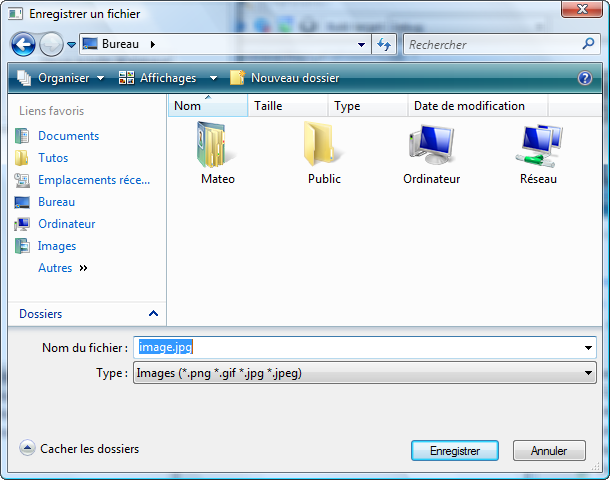 Enregistrer un fichier
Bureau
Rechercher
Organiser Affichages Nouveau dossier
Liens favoris
Documents
Tutos
Emplacements réce...
Bureau
Ordinateur
Images
Autres »
Dossiers
Nom Taille Type Date de modification
Mateo Public Ordinateur Réseau
Nom du fichier : image.jpg
Type : Images (*.png *.gif *.jpg *.jpeg)
Cacher les dossiers Enregistrer Annuler